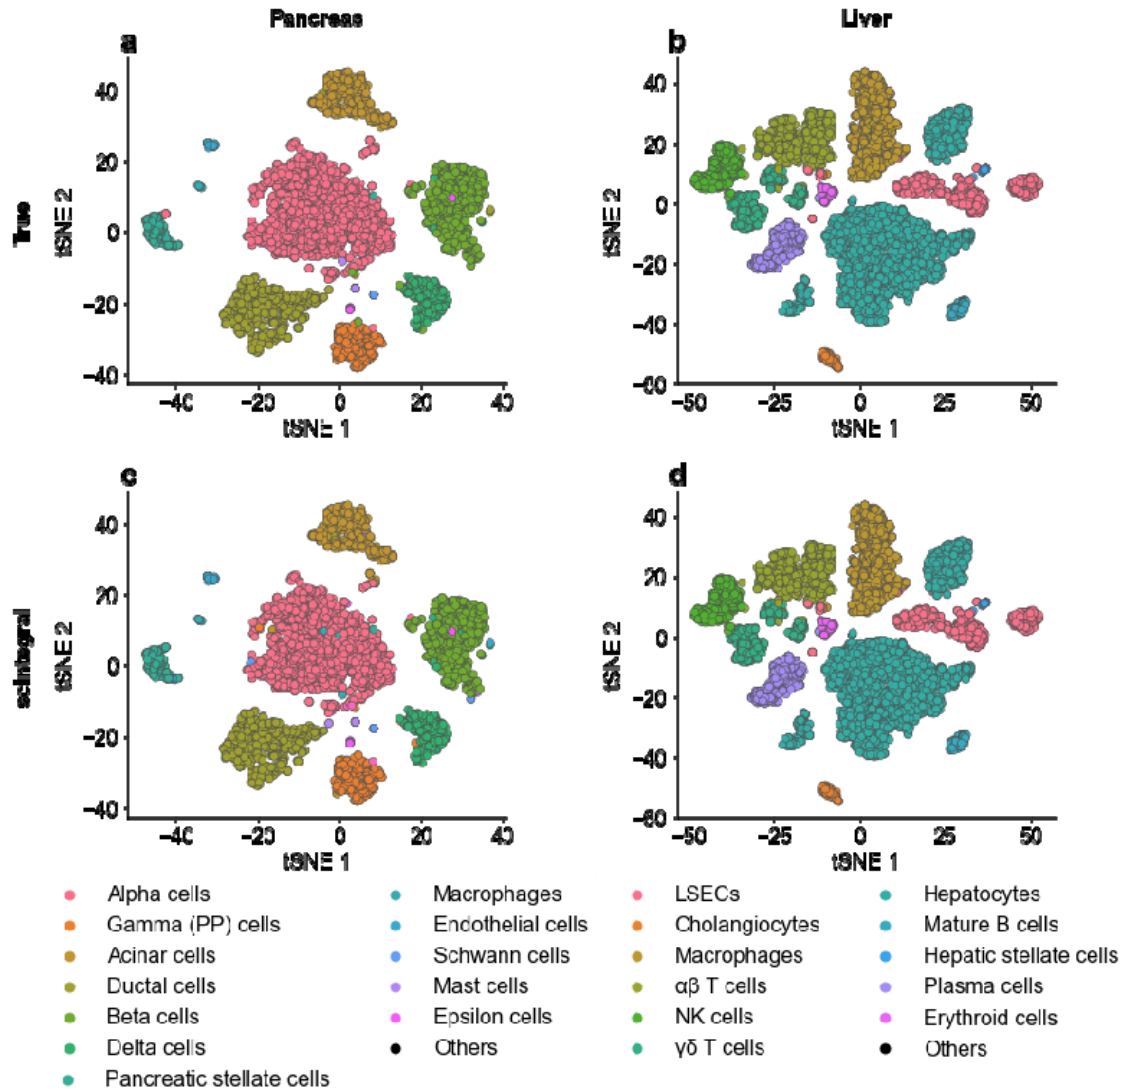 Pancreas
Liver
a
b
True
tSNE 2
40
20
0
−20
−40
−40 −20 0 20 40
tSNE 1
tSNE 2
40
20
0
−20
−40
−60
−50 −25 0 25 50
tSNE 1
c
d
scIntegral
tSNE 2
40
20
0
−20
−40
−40 −20 0 20 40
tSNE 1
tSNE 2
40
20
0
−20
−40
−60
−50 −25 0 25 50
tSNE 1
Alpha cells
Gamma (PP) cells
Acinar cells
Ductal cells
Beta cells
Delta cells
Pancreatic stellate cells
Macrophages
Endothelial cells
Schwann cells
Mast cells
Epsilon cells
Others
LSECs
Cholangiocytes
Macrophages
αβ T cells
NK cells
γδ T cells
Hepatocytes
Mature B cells
Hepatic stellate cells
Plasma cells
Erythroid cells
Others